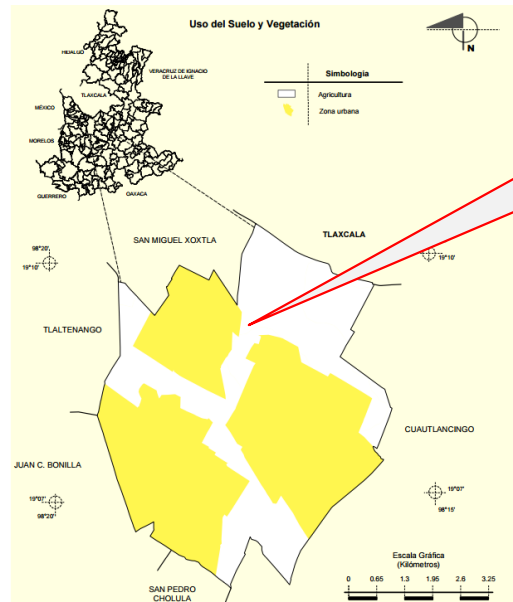 Uso del Suelo y Vegetación
N
HIDALGO
VERACRUZ DE IGNACIO
DE LA LLAVE
TLAXCALA
MÉXICO
MORELOS
GUERRERO
OAXACA
Simbología
Agricultura
Zona urbana
SAN MIGUEL XOXTLA
TLAXCALA
98°20'
19°10'
19°10'
TLALTENANGO
CUAUTLANCINGO
JUAN C. BONILLA
19°07'
98°20'
19°07'
98°15'
SAN PEDRO
CHOLULA
Escala Gráfica
(Kilómetros)
0 0.65 1.3 1.95 2.6 3.25